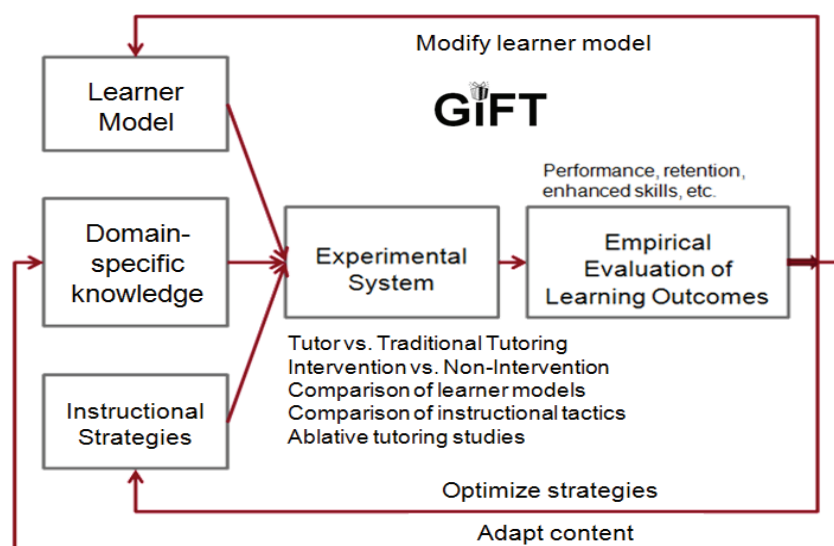 Modify learner model
Learner
Model
GiFT
Performance, retention,
enhanced skills, etc.
Domain-
specific
knowledge
Experimental
System
Empirical
Evaluation of
Learning Outcomes
Tutor vs. Traditional Tutoring
Intervention vs. Non-Intervention
Comparison of learner models
Comparison of instructional tactics
Ablative tutoring studies
Instructional
Strategies
Optimize strategies
Adapt content